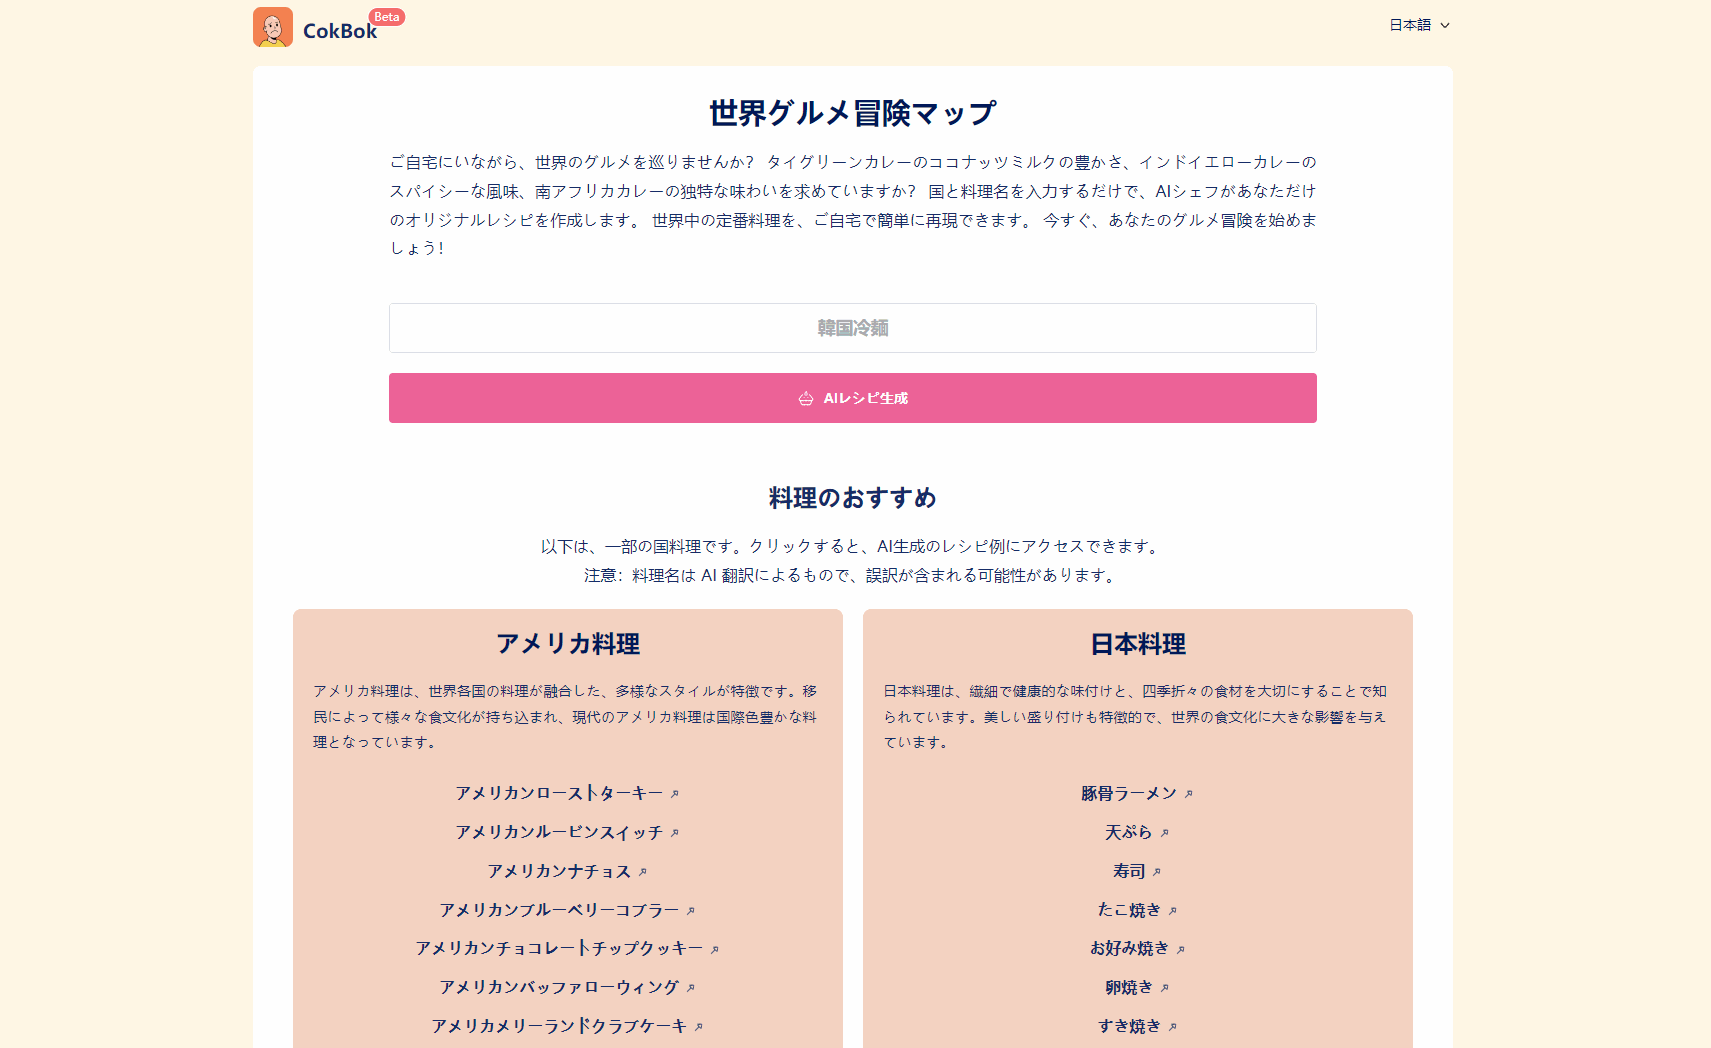 CokBok
Beta
日本語
世界グルメ冒険マップ
ご自宅にいながら、世界のグルメを巡りませんか？ タイグリーンカレーのココナッツミルクの豊かさ、インドイエローカレーの
スパイシーな風味、南アフリカカレーの独特な味わいを求めていますか？ 国と料理名を入力するだけで、AIシェフがあなただけ
のオリジナルレシピを作成します。 世界中の定番料理を、ご自宅で簡単に再現できます。 今すぐ、あなたのグルメ冒険を始めま
しょう！
韓国冷麺
AIレシピ生成
料理のおすすめ
以下は、一部の国料理です。クリックすると、AI生成のレシピ例にアクセスできます。
注意：料理名は AI 翻訳によるもので、誤訳が含まれる可能性があります。
アメリカ料理
アメリカ料理は、世界各国の料理が融合した、多様なスタイルが特徴です。移
民によって様々な食文化が持ち込まれ、現代のアメリカ料理は国際色豊かな料
理となっています。
アメリカンローストターキー
アメリカンルービンスイッチ
アメリカンナチョス
アメリカンブルーベリーコブラー
アメリカンチョコレートチップクッキー
アメリカンバッファローウィング
アメリカメリーランドクラブケーキ
日本料理
日本料理は、繊細で健康的な味付けと、四季折々の食材を大切にすることで知
られています。美しい盛り付けも特徴的で、世界の食文化に大きな影響を与え
ています。
豚骨ラーメン
天ぷら
寿司
たこ焼き
お好み焼き
卵焼き
すき焼き